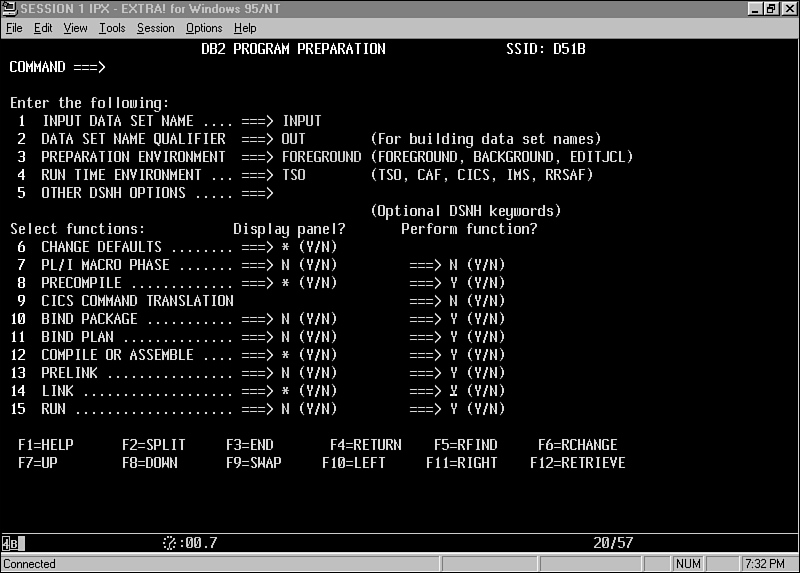 SESSION 1 IPX - EXTRA! for Windows 95/NT
File Edit View Tools Session Options Help
DB2 PROGRAM PREPARATION SSID: D51B
COMMAND ===>
Enter the following:
1 INPUT DATA SET NAME .... ===> INPUT
2 DATA SET NAME QUALIFIER ===> OUT (For building data set names)
3 PREPARATION ENVIRONMENT ===> FOREGROUND (FOREGROUND, BACKGROUND, EDITJCL)
4 RUN TIME ENVIRONMENT ... ===> TSO (TSO, CAF, CICS, IMS, RRSAF)
5 OTHER DSNH OPTIONS ..... ===>
(Optional DSNH keywords)
Select functions: Display panel? Perform function?
6 CHANGE DEFAULTS ........ ===> * (Y/N)
7 PL/I MACRO PHASE ....... ===> N (Y/N) ===> N (Y/N)
8 PRECOMPILE ............. ===> * (Y/N) ===> Y (Y/N)
9 CICS COMMAND TRANSLATION ===> N (Y/N)
10 BIND PACKAGE ........... ===> N (Y/N) ===> Y (Y/N)
11 BIND PLAN .............. ===> N (Y/N) ===> Y (Y/N)
12 COMPILE OR ASSEMBLE .... ===> * (Y/N) ===> Y (Y/N)
13 PRELINK ................ ===> N (Y/N) ===> Y (Y/N)
14 LINK ................... ===> * (Y/N) ===> Y (Y/N)
15 RUN .................... ===> N (Y/N) ===> Y (Y/N)
F1=HELP F2=SPLIT F3=END F4=RETURN F5=RFIND F6=RCHANGE
F7=UP F8=DOWN F9=SWAP F10=LEFT F11=RIGHT F12=RETRIEVE
4B :00.7 20/57
Connected NUM 7:32 PM